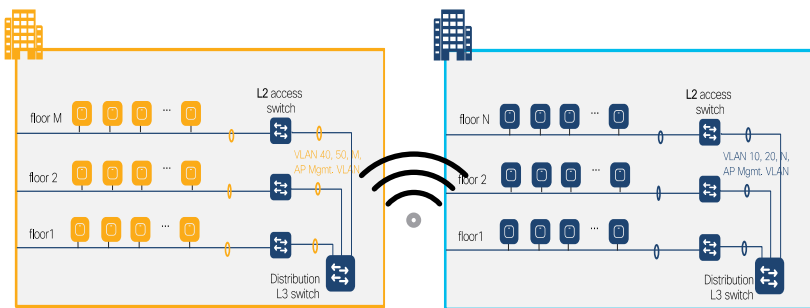 L2 access
switch
floor M
...
VLAN 40, 50, M,
AP Mgmt. VLAN
floor 2
...
floor1
...
Distribution
L3 switch
L2 access
switch
floor N
...
VLAN 10, 20, N,
AP Mgmt. VLAN
floor 2
...
floor1
...
Distribution
L3 switch